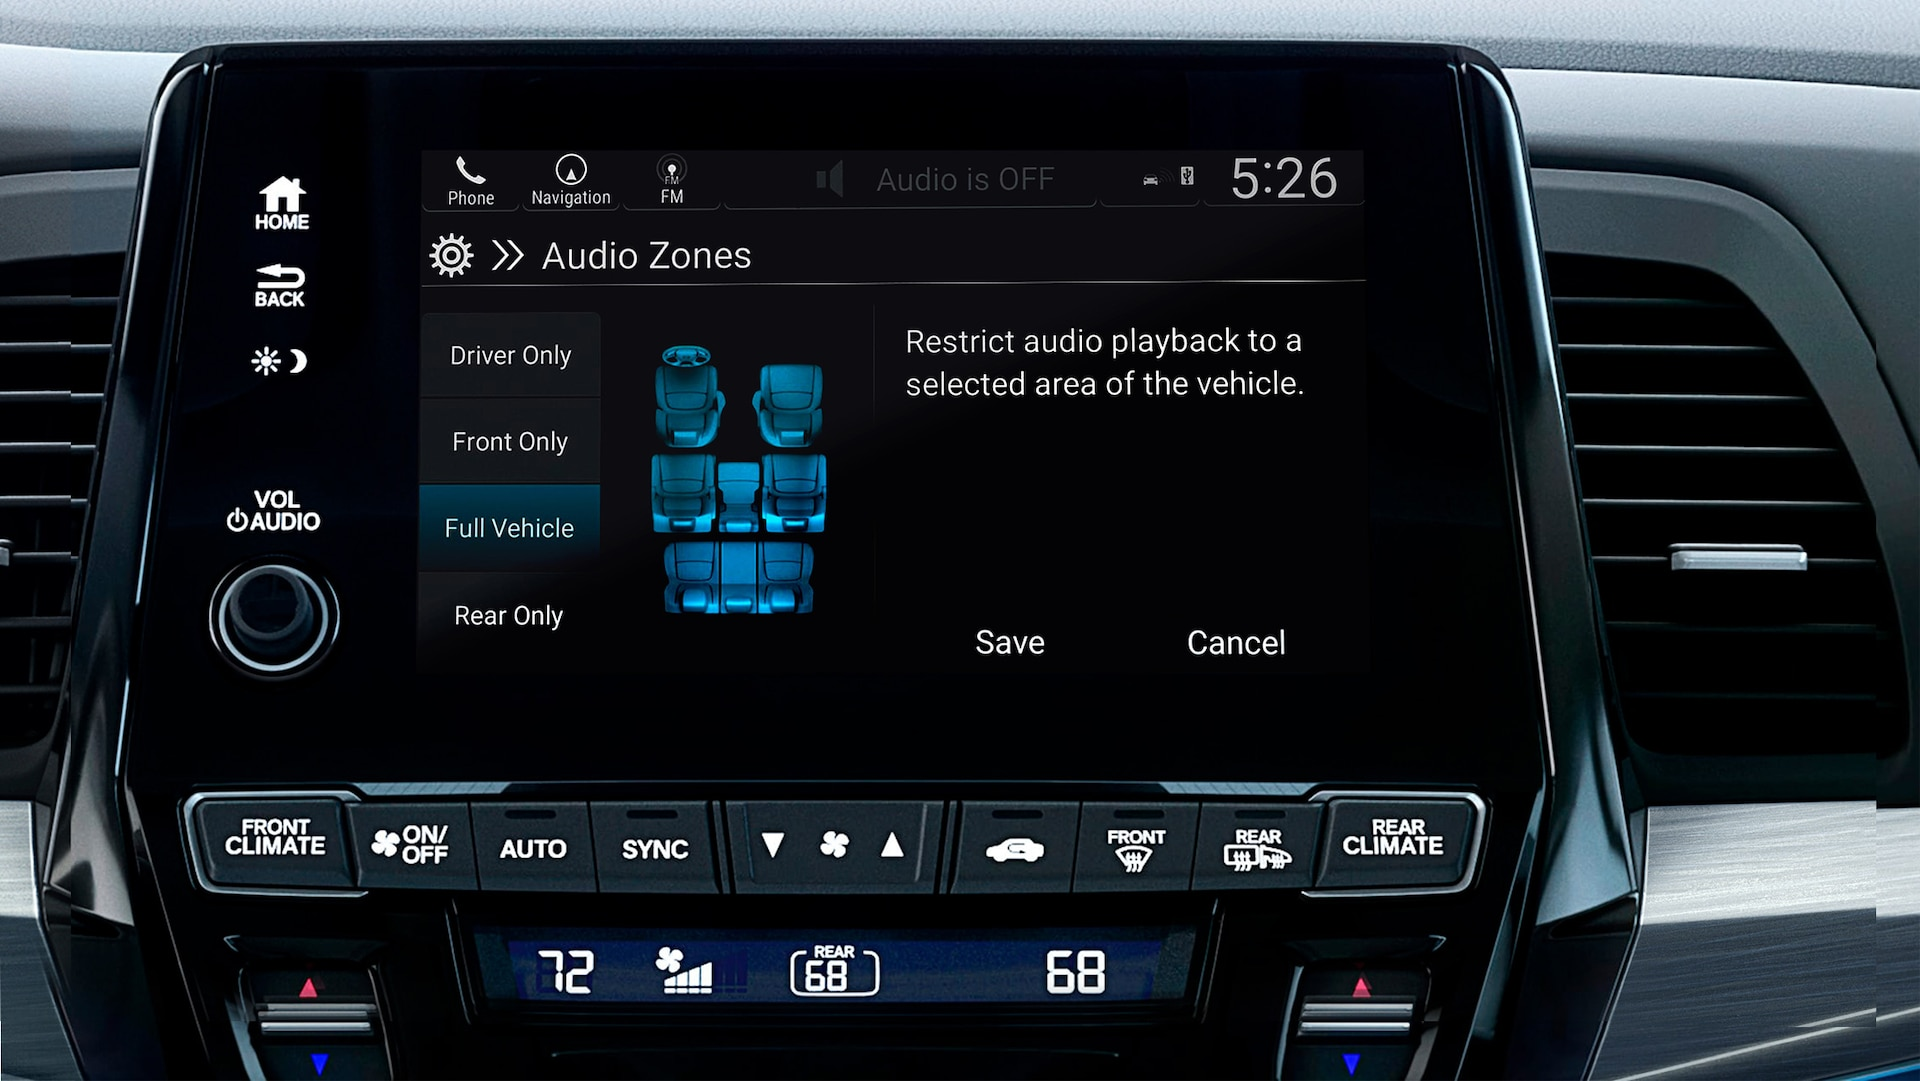 Phone
Navigation
FM
FM
Audio is OFF
5:26
HOME
Audio Zones
BACK
Driver Only
Restrict audio playback to a
selected area of the vehicle.
Front Only
VOL
AUDIO
Full Vehicle
Rear Only
Save
Cancel
FRONT
CLIMATE
ON/
OFF
AUTO
SYNC
FRONT
REAR
REAR
CLIMATE
72
REAR
68
68